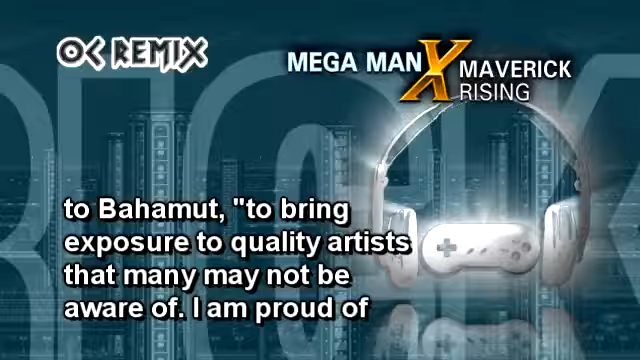 OC REMIX
MEGA MAN X MAVERICK
RISING
to Bahamut, "to bring
exposure to quality artists
that many may not be
aware of. I am proud of